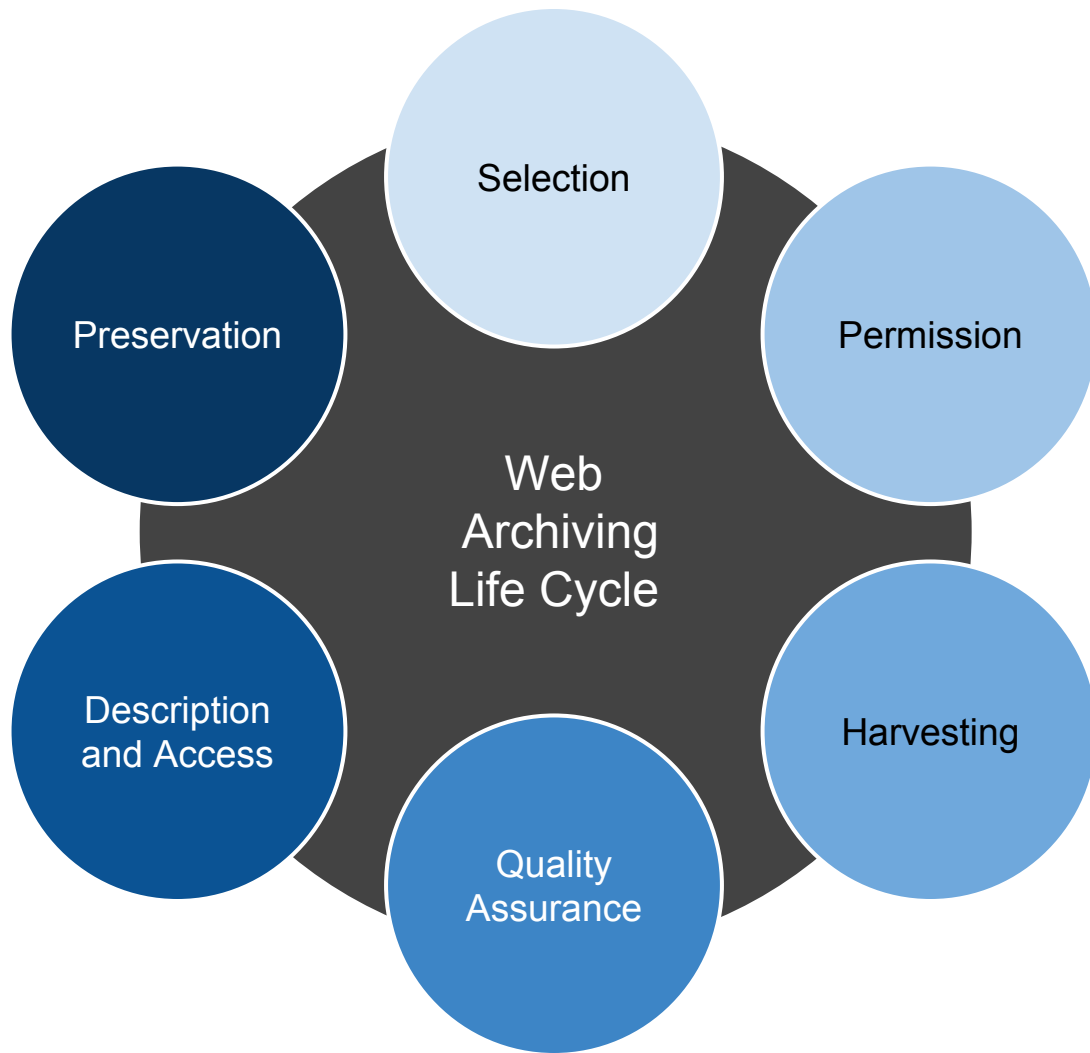 Selection
Permission
Harvesting
Quality
Assurance
Description
and Access
Preservation
Web
Archiving
Life Cycle